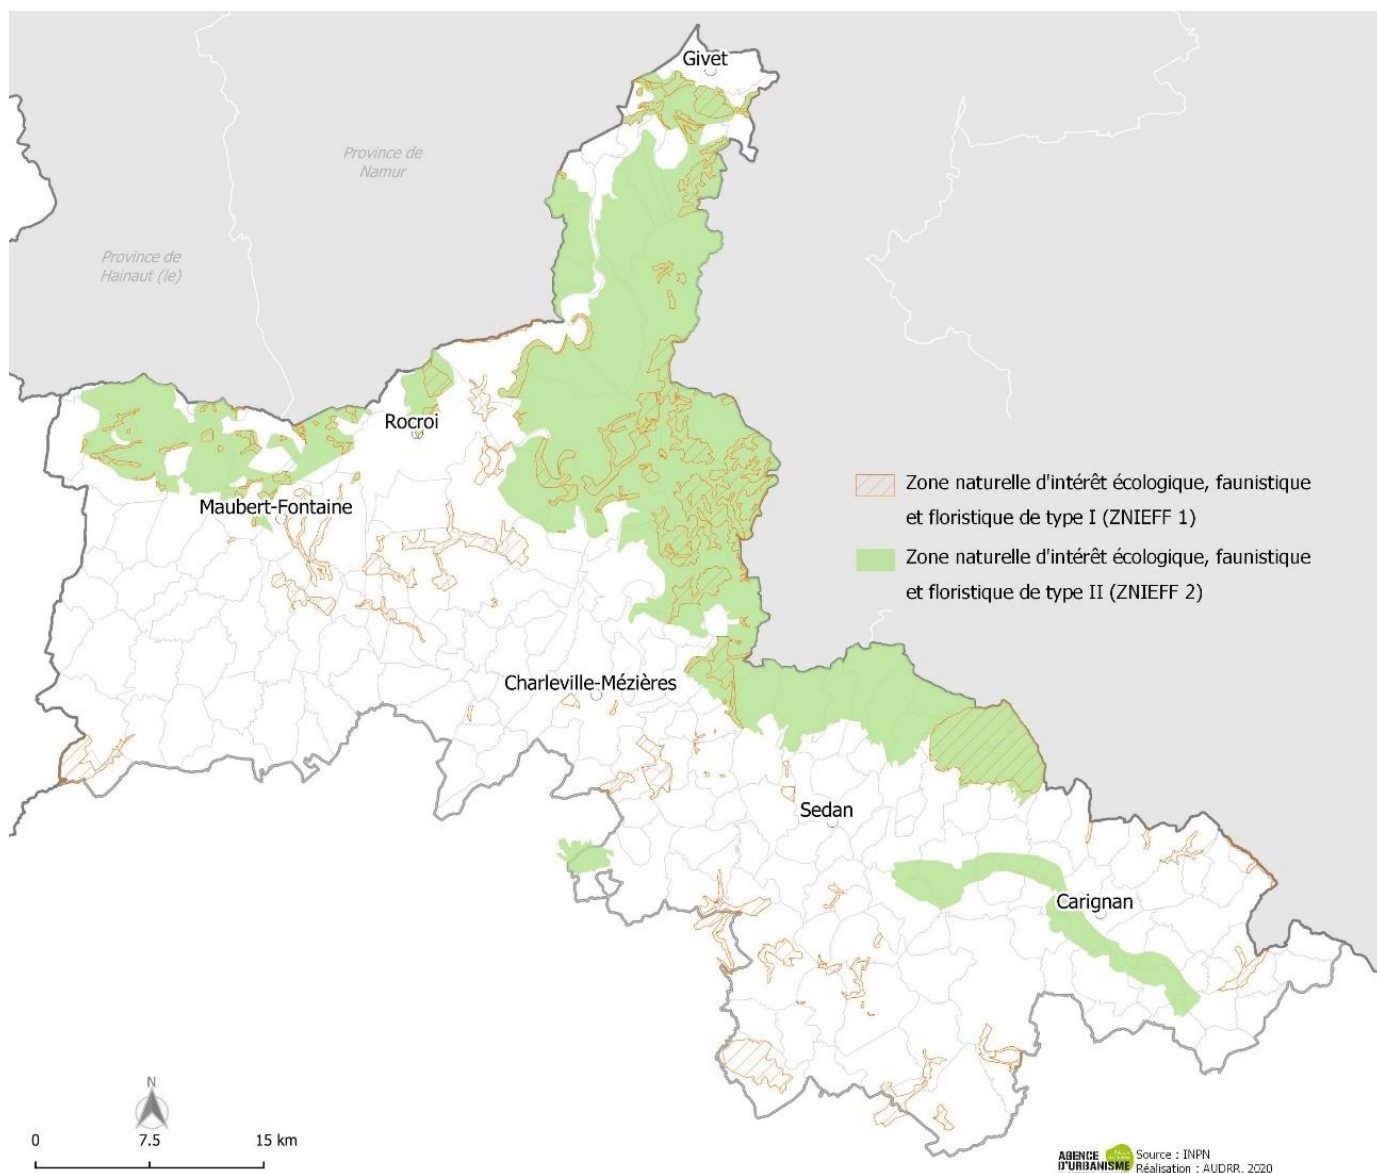 Givet
Province de
Namur
Province de
Hainaut (le)
Rocroi
Maubert-Fontaine
Zone naturelle d'intérêt écologique, faunistique
et floristique de type I (ZNIEFF 1)
Zone naturelle d'intérêt écologique, faunistique
et floristique de type II (ZNIEFF 2)
Charleville-Mézières
Sedan
Carignan
N
0 7.5 15 km
AGENCE
D'URBANISME
Source : INPN
Réalisation : AUDRR, 2020